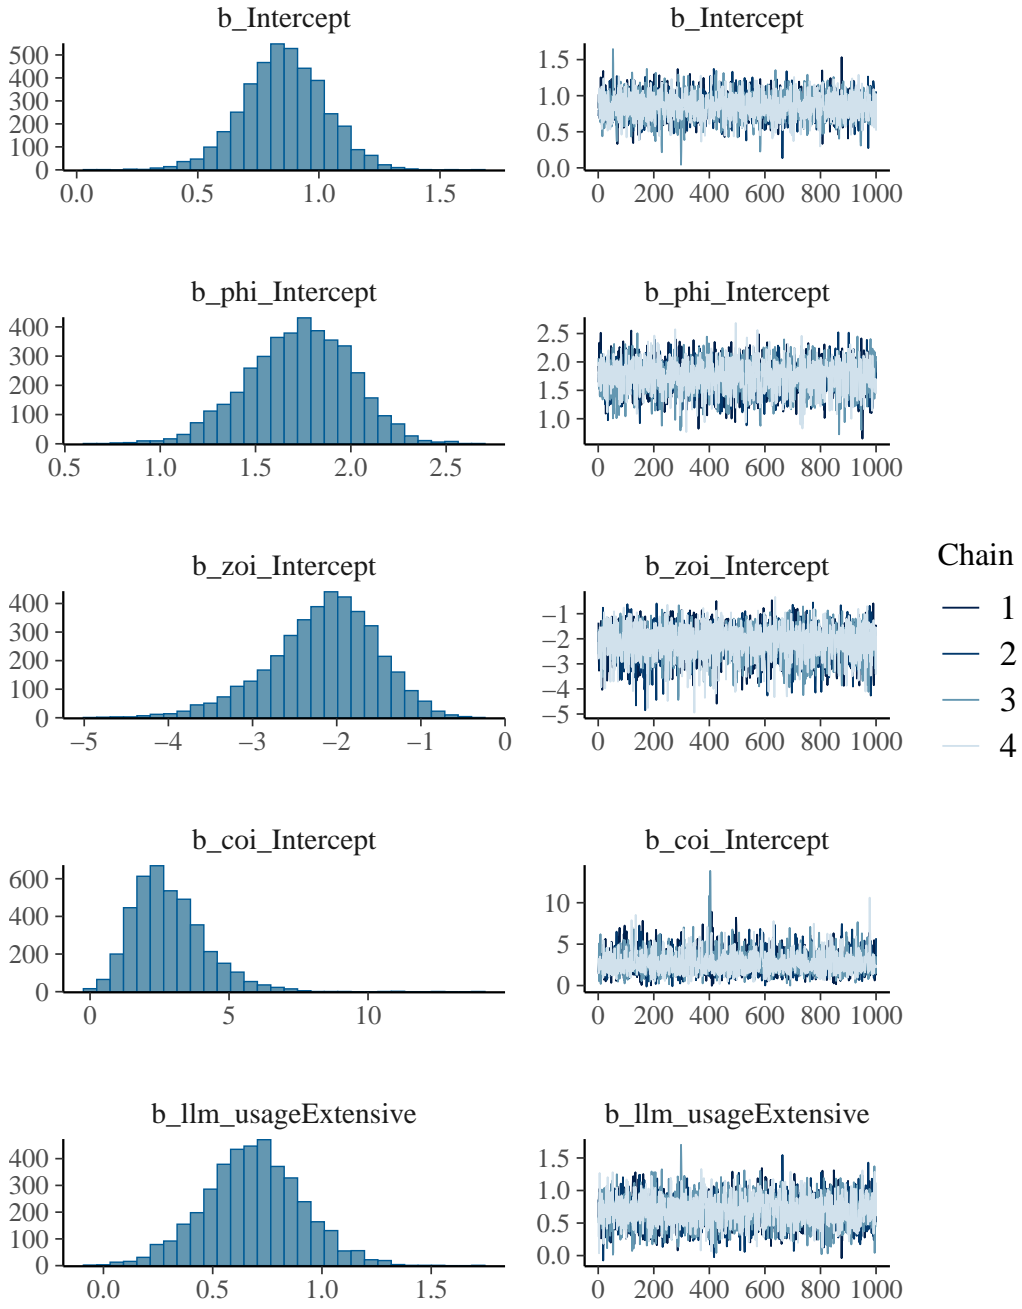 b_Intercept
500
400
300
200
100
0
0.0 0.5 1.0 1.5
b_Intercept
1.5
1.0
0.5
0.0
0 200 400 600 800 1000
b_phi_Intercept
400
300
200
100
0
0.5 1.0 1.5 2.0 2.5
b_phi_Intercept
2.5
2.0
1.5
1.0
0 200 400 600 800 1000
b_zoi_Intercept
400
300
200
100
0
−5 −4 −3 −2 −1 0
b_zoi_Intercept
−1
−2
−3
−4
−5
0 200 400 600 800 1000
b_coi_Intercept
600
400
200
0
0 5 10
b_coi_Intercept
10
5
0
0 200 400 600 800 1000
b_llm_usageExtensive
400
300
200
100
0
0.0 0.5 1.0 1.5
b_llm_usageExtensive
1.5
1.0
0.5
0.0
0 200 400 600 800 1000
Chain
1
2
3
4